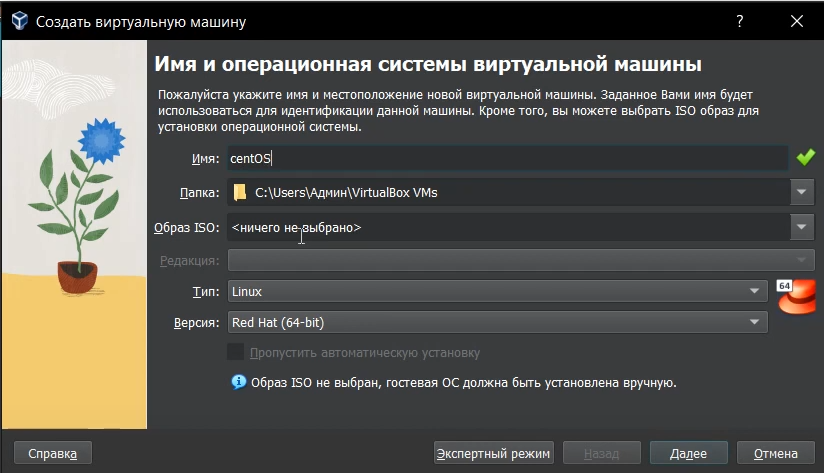 Создать виртуальную машину
?
Имя и операционная система виртуальной машины
Пожалуйста укажите имя и местоположение новой виртуальной машины. Заданное Вами имя будет
использоваться для идентификации данной машины. Кроме того, вы можете выбрать ISO образ для
установки операционной системы.
Имя: centOS
Папка: C:\Users\Админ\VirtualBox VMs
Образ ISO: <ничего не выбрано>
Редакция:
Тип: Linux
64
Версия: Red Hat (64-bit)
Пропустить автоматическую установку
Образ ISO не выбран, гостевая ОС должна быть установлена вручную.
Справка Экспертный режим Назад Далее Отмена